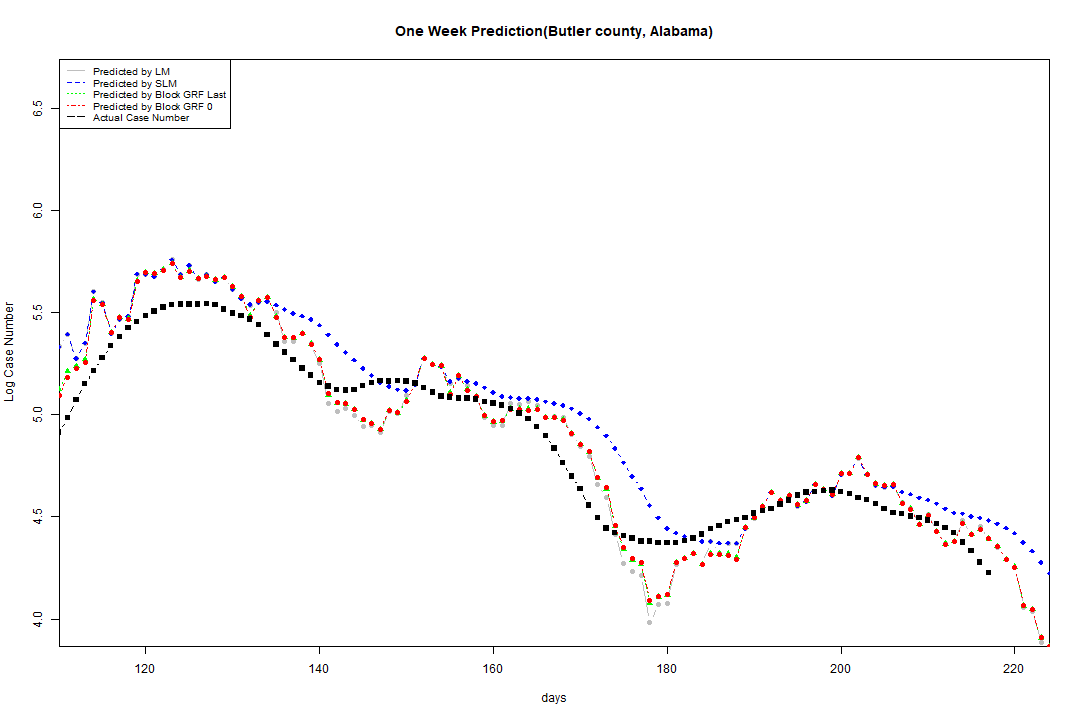 One Week Prediction(Butler county, Alabama)
Predicted by LM
Predicted by SLM
Predicted by Block GRF Last
Predicted by Block GRF 0
Actual Case Number
6.5
6.0
5.5
5.0
4.5
4.0
Log Case Number
120 140 160 180 200 220
days